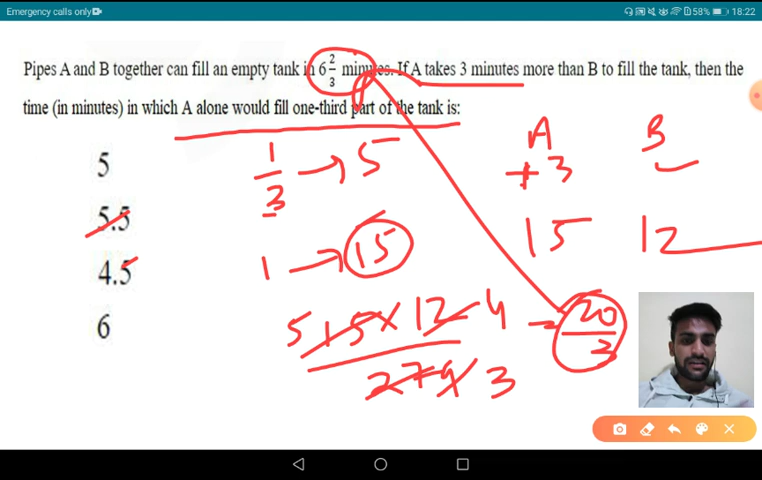 Emergency calls only
58% 18:22
Pipes A and B together can fill an empty tank in 6 2/3 minutes. If A takes 3 minutes more than B to fill the tank, then the
time (in minutes) in which A alone would fill one-third part of the tank is:
5
5.5
4.5
6
1/3 → 5
1 → 15
A B
+3
15 12
5 15 × 12 4 = 20/3
27 9 3